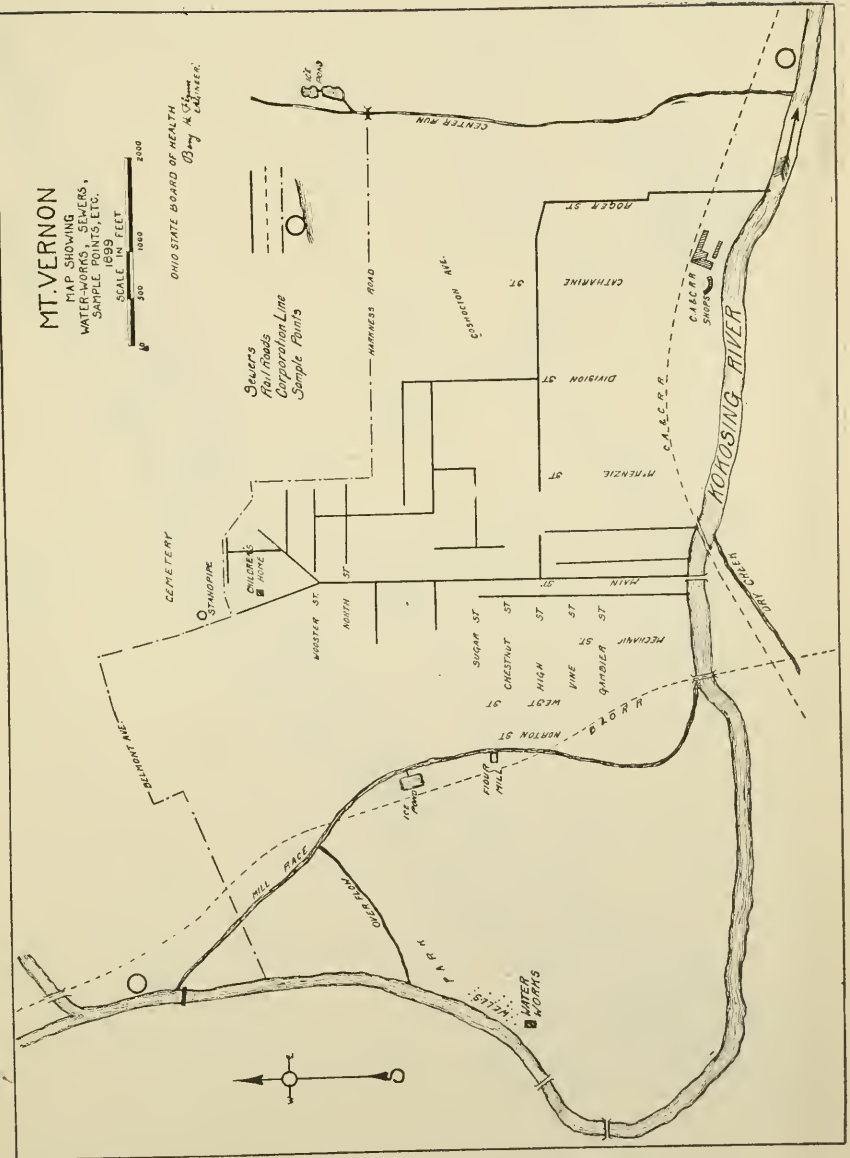 MT. VERNON
MAP SHOWING
WATER-WORKS, SEWERS,
SAMPLE POINTS, ETC.
1899
SCALE IN FEET
0 500 1000 2000
OHIO STATE BOARD OF HEALTH
ENGINEER.
Sewers
Rail Roads
Corporation Line
Sample Points
ICE
POND
CENTER RUN
HARKNESS ROAD
COSHOCTON AVE.
ROGER ST.
CATHARINE ST.
DIVISION ST
McKENZIE ST
C A & C R R
C.A.& C.R.R.
SHOPS
KOKOSING RIVER
DRY CREEK
CEMETERY
STANDPIPE
CHILDREN'S
HOME
WOOSTER ST.
NORTH ST
MAIN ST.
SUGAR ST
CHESTNUT ST
HIGH ST
VINE ST
GAMBIER ST
MECHANIC ST.
WEST ST
NORTON ST
B & O R R
BELMONT AVE.
MILL RACE
ICE
POND
FLOUR
MILL
OVERFLOW
PARK
WELLS
WATER
WORKS
W E
S